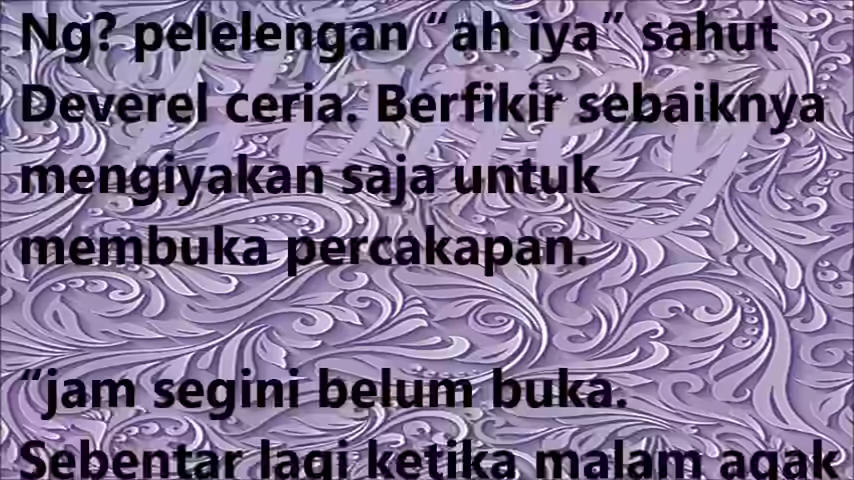 Ng? pelelengan “ah iya” sahut
Deverel ceria. Berfikir sebaiknya
mengiyakan saja untuk
membuka percakapan.
“jam segini belum buka.
Sebentar lagi ketika malam agak